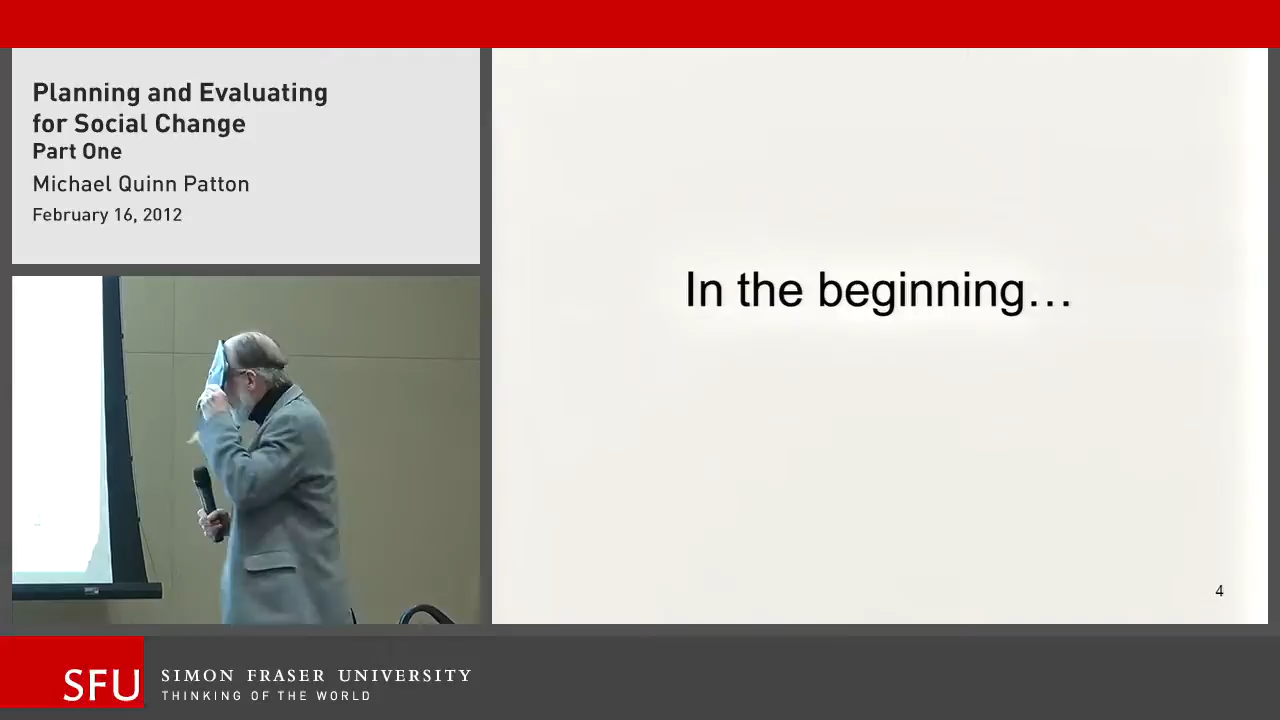 Planning and Evaluating
for Social Change
Part One
Michael Quinn Patton
February 16, 2012
In the beginning…
4
SFU
SIMON FRASER UNIVERSITY
THINKING OF THE WORLD